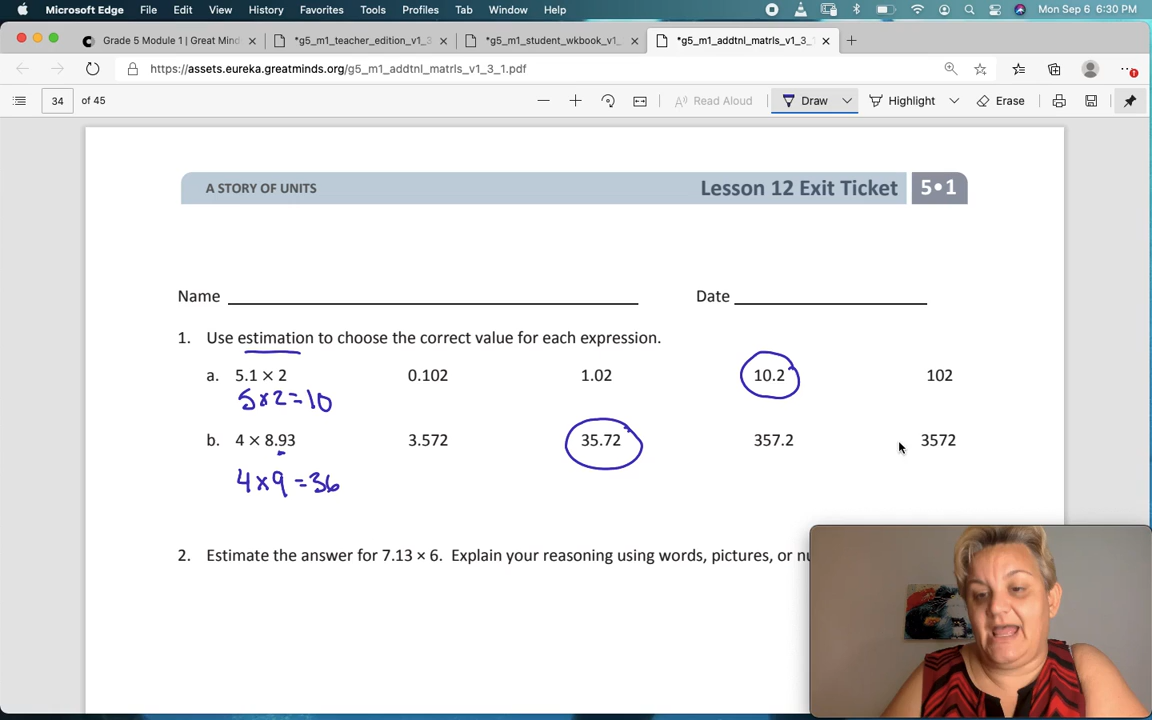 Microsoft Edge File Edit View History Favorites Tools Profiles Tab Window Help Mon Sep 6 6:30 PM
Grade 5 Module 1 | Great Mind × *g5_m1_teacher_edition_v1_3 × *g5_m1_student_wkbook_v1_ × *g5_m1_addtnl_matrls_v1_3_1 × +
https://assets.eureka.greatminds.org/g5_m1_addtnl_matrls_v1_3_1.pdf
34 of 45 Read Aloud Draw Highlight Erase
A STORY OF UNITS Lesson 12 Exit Ticket 5•1
Name Date
1. Use estimation to choose the correct value for each expression.
a. 5.1 × 2 0.102 1.02 10.2 102
5×2=10
b. 4 × 8.93 3.572 35.72 357.2 3572
4×9=36
2. Estimate the answer for 7.13 × 6. Explain your reasoning using words, pictures, or